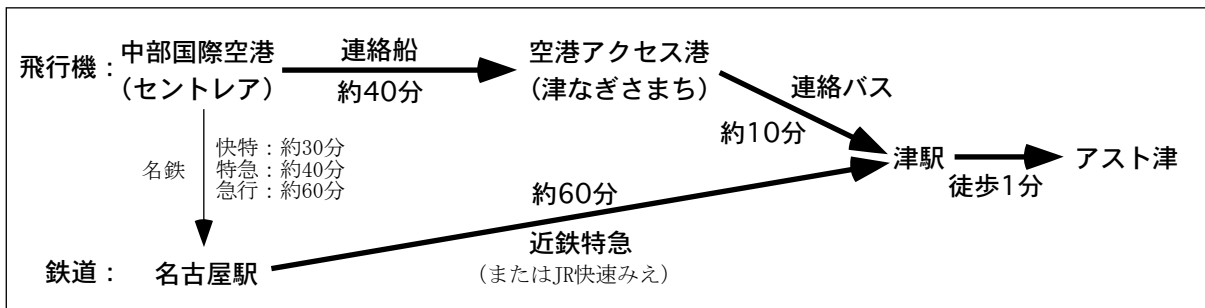 飛行機：中部国際空港
（セントレア）
連絡船
約40分
空港アクセス港
（津なぎさまち）
連絡バス
約10分
名鉄
快特：約30分
特急：約40分
急行：約60分
津駅
徒歩1分
アスト津
約60分
近鉄特急
（またはJR快速みえ）
鉄道：
名古屋駅